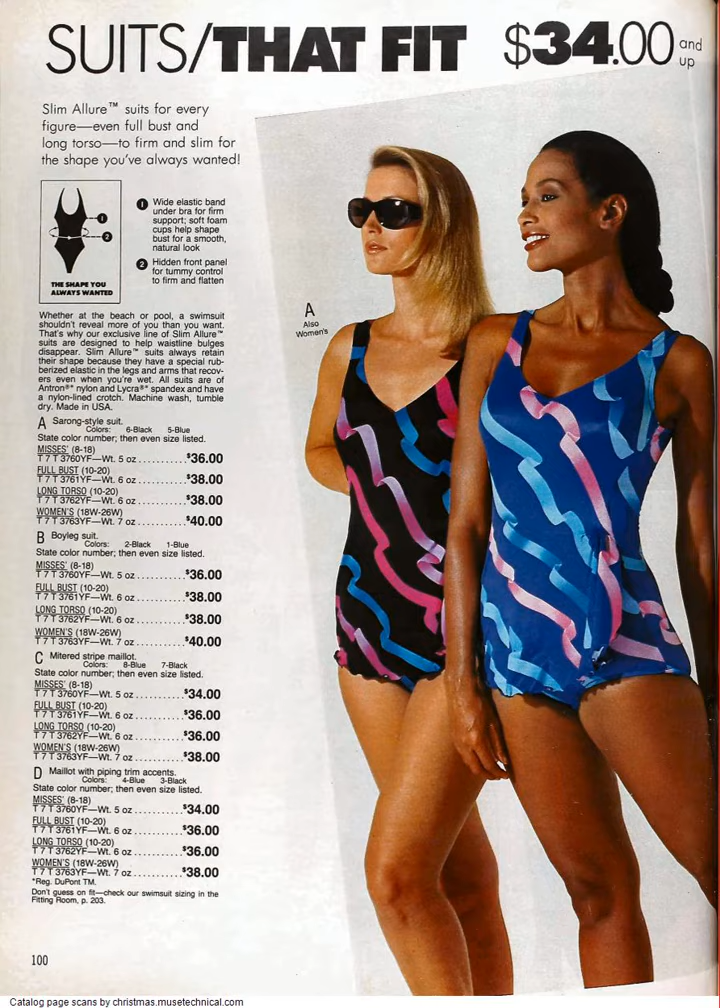 SUITS/THAT FIT $34.00 and up
Slim Allure™ suits for every
figure—even full bust and
long torso—to firm and slim for
the shape you've always wanted!
1
2
THE SHAPE YOU
ALWAYS WANTED
1 Wide elastic band
under bra for firm
support; soft foam
cups help shape
bust for a smooth,
natural look
2 Hidden front panel
for tummy control
to firm and flatten
A
Also
Women's
Whether at the beach or pool, a swimsuit
shouldn't reveal more of you than you want.
That's why our exclusive line of Slim Allure™
suits are designed to help waistline bulges
disappear. Slim Allure™ suits always retain
their shape because they have a special rub-
berized elastic in the legs and arms that recov-
ers even when you're wet. All suits are of
Antron®* nylon and Lycra®* spandex and have
a nylon-lined crotch. Machine wash, tumble
dry. Made in USA.
A Sarong-style suit.
Colors: 6-Black 5-Blue
State color number; then even size listed.
MISSES' (8-18)
T 7 T 3760YF—Wt. 5 oz...........$36.00
FULL BUST (10-20)
T 7 T 3761YF—Wt. 6 oz...........$38.00
LONG TORSO (10-20)
T 7 T 3762YF—Wt. 6 oz...........$38.00
WOMEN'S (18W-26W)
T 7 T 3763YF—Wt. 7 oz...........$40.00
B Boyleg suit.
Colors: 2-Black 1-Blue
State color number; then even size listed.
MISSES' (8-18)
T 7 T 3760YF—Wt. 5 oz...........$36.00
FULL BUST (10-20)
T 7 T 3761YF—Wt. 6 oz...........$38.00
LONG TORSO (10-20)
T 7 T 3762YF—Wt. 6 oz...........$38.00
WOMEN'S (18W-26W)
T 7 T 3763YF—Wt. 7 oz...........$40.00
C Mitered stripe maillot.
Colors: 8-Blue 7-Black
State color number; then even size listed.
MISSES' (8-18)
T 7 T 3760YF—Wt. 5 oz...........$34.00
FULL BUST (10-20)
T 7 T 3761YF—Wt. 6 oz...........$36.00
LONG TORSO (10-20)
T 7 T 3762YF—Wt. 6 oz...........$36.00
WOMEN'S (18W-26W)
T 7 T 3763YF—Wt. 7 oz...........$38.00
D Maillot with piping trim accents.
Colors: 4-Blue 3-Black
State color number; then even size listed.
MISSES' (8-18)
T 7 T 3760YF—Wt. 5 oz...........$34.00
FULL BUST (10-20)
T 7 T 3761YF—Wt. 6 oz...........$36.00
LONG TORSO (10-20)
T 7 T 3762YF—Wt. 6 oz...........$36.00
WOMEN'S (18W-26W)
T 7 T 3763YF—Wt. 7 oz...........$38.00
*Reg. DuPont TM.
Don't guess on fit—check our swimsuit sizing in the
Fitting Room, p. 203.
100
Catalog page scans by christmas.musetechnical.com